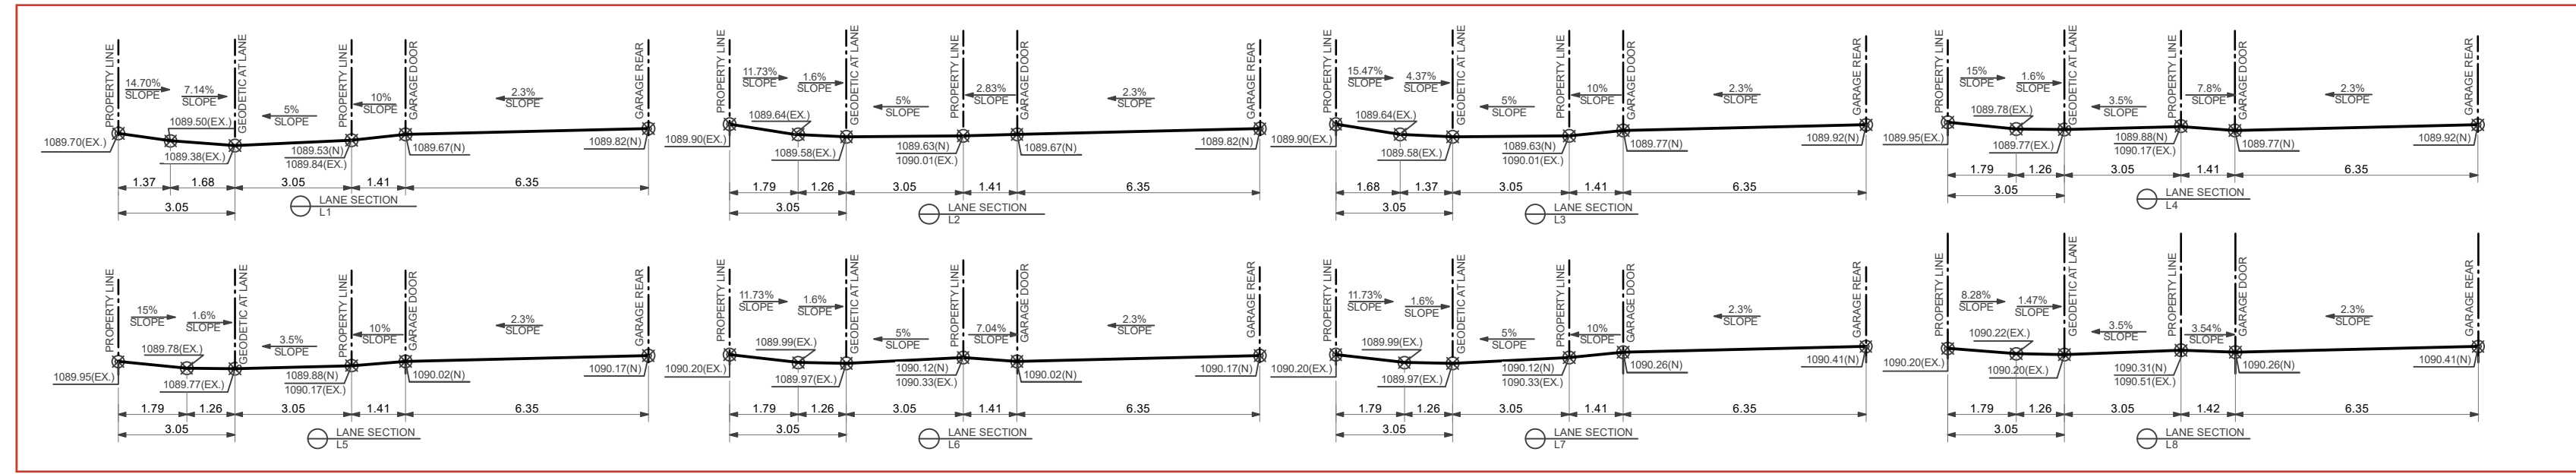 PROPERTY LINE
14.70%
SLOPE
7.14%
SLOPE
GEODETIC AT LANE
5%
SLOPE
PROPERTY LINE
10%
SLOPE
GARAGE DOOR
2.3%
SLOPE
GARAGE REAR
1089.70(EX.)
1089.50(EX.)
1089.38(EX.)
1089.53(N)
1089.84(EX.)
1089.67(N)
1089.82(N)
1.37
1.68
3.05
1.41
6.35
3.05
LANE SECTION
L1
PROPERTY LINE
11.73%
SLOPE
1.6%
SLOPE
GEODETIC AT LANE
5%
SLOPE
PROPERTY LINE
2.83%
SLOPE
GARAGE DOOR
2.3%
SLOPE
GARAGE REAR
1089.90(EX.)
1089.64(EX.)
1089.58(EX.)
1089.63(N)
1090.01(EX.)
1089.67(N)
1089.82(N)
1.79
1.26
3.05
1.41
6.35
3.05
LANE SECTION
L2
PROPERTY LINE
15.47%
SLOPE
4.37%
SLOPE
GEODETIC AT LANE
5%
SLOPE
PROPERTY LINE
10%
SLOPE
GARAGE DOOR
2.3%
SLOPE
GARAGE REAR
1089.90(EX.)
1089.64(EX.)
1089.58(EX.)
1089.63(N)
1090.01(EX.)
1089.77(N)
1089.92(N)
1.68
1.37
3.05
1.41
6.35
3.05
LANE SECTION
L3
PROPERTY LINE
15%
SLOPE
1.6%
SLOPE
GEODETIC AT LANE
3.5%
SLOPE
PROPERTY LINE
7.8%
SLOPE
GARAGE DOOR
2.3%
SLOPE
GARAGE REAR
1089.95(EX.)
1089.78(EX.)
1089.77(EX.)
1089.88(N)
1090.17(EX.)
1089.77(N)
1089.92(N)
1.79
1.26
3.05
1.41
6.35
3.05
LANE SECTION
L4
PROPERTY LINE
15%
SLOPE
1.6%
SLOPE
GEODETIC AT LANE
3.5%
SLOPE
PROPERTY LINE
10%
SLOPE
GARAGE DOOR
2.3%
SLOPE
GARAGE REAR
1089.95(EX.)
1089.78(EX.)
1089.77(EX.)
1089.88(N)
1090.17(EX.)
1090.02(N)
1090.17(N)
1.79
1.26
3.05
1.41
6.35
3.05
LANE SECTION
L5
PROPERTY LINE
11.73%
SLOPE
1.6%
SLOPE
GEODETIC AT LANE
5%
SLOPE
PROPERTY LINE
7.04%
SLOPE
GARAGE DOOR
2.3%
SLOPE
GARAGE REAR
1090.20(EX.)
1089.99(EX.)
1089.97(EX.)
1090.12(N)
1090.33(EX.)
1090.02(N)
1090.17(N)
1.79
1.26
3.05
1.41
6.35
3.05
LANE SECTION
L6
PROPERTY LINE
11.73%
SLOPE
1.6%
SLOPE
GEODETIC AT LANE
5%
SLOPE
PROPERTY LINE
10%
SLOPE
GARAGE DOOR
2.3%
SLOPE
GARAGE REAR
1090.20(EX.)
1089.99(EX.)
1089.97(EX.)
1090.12(N)
1090.33(EX.)
1090.26(N)
1090.41(N)
1.79
1.26
3.05
1.41
6.35
3.05
LANE SECTION
L7
PROPERTY LINE
8.28%
SLOPE
1.47%
SLOPE
GEODETIC AT LANE
3.5%
SLOPE
PROPERTY LINE
3.54%
SLOPE
GARAGE DOOR
2.3%
SLOPE
GARAGE REAR
1090.20(EX.)
1090.22(EX.)
1090.20(EX.)
1090.31(N)
1090.51(EX.)
1090.26(N)
1090.41(N)
1.79
1.26
3.05
1.42
6.35
3.05
LANE SECTION
L8